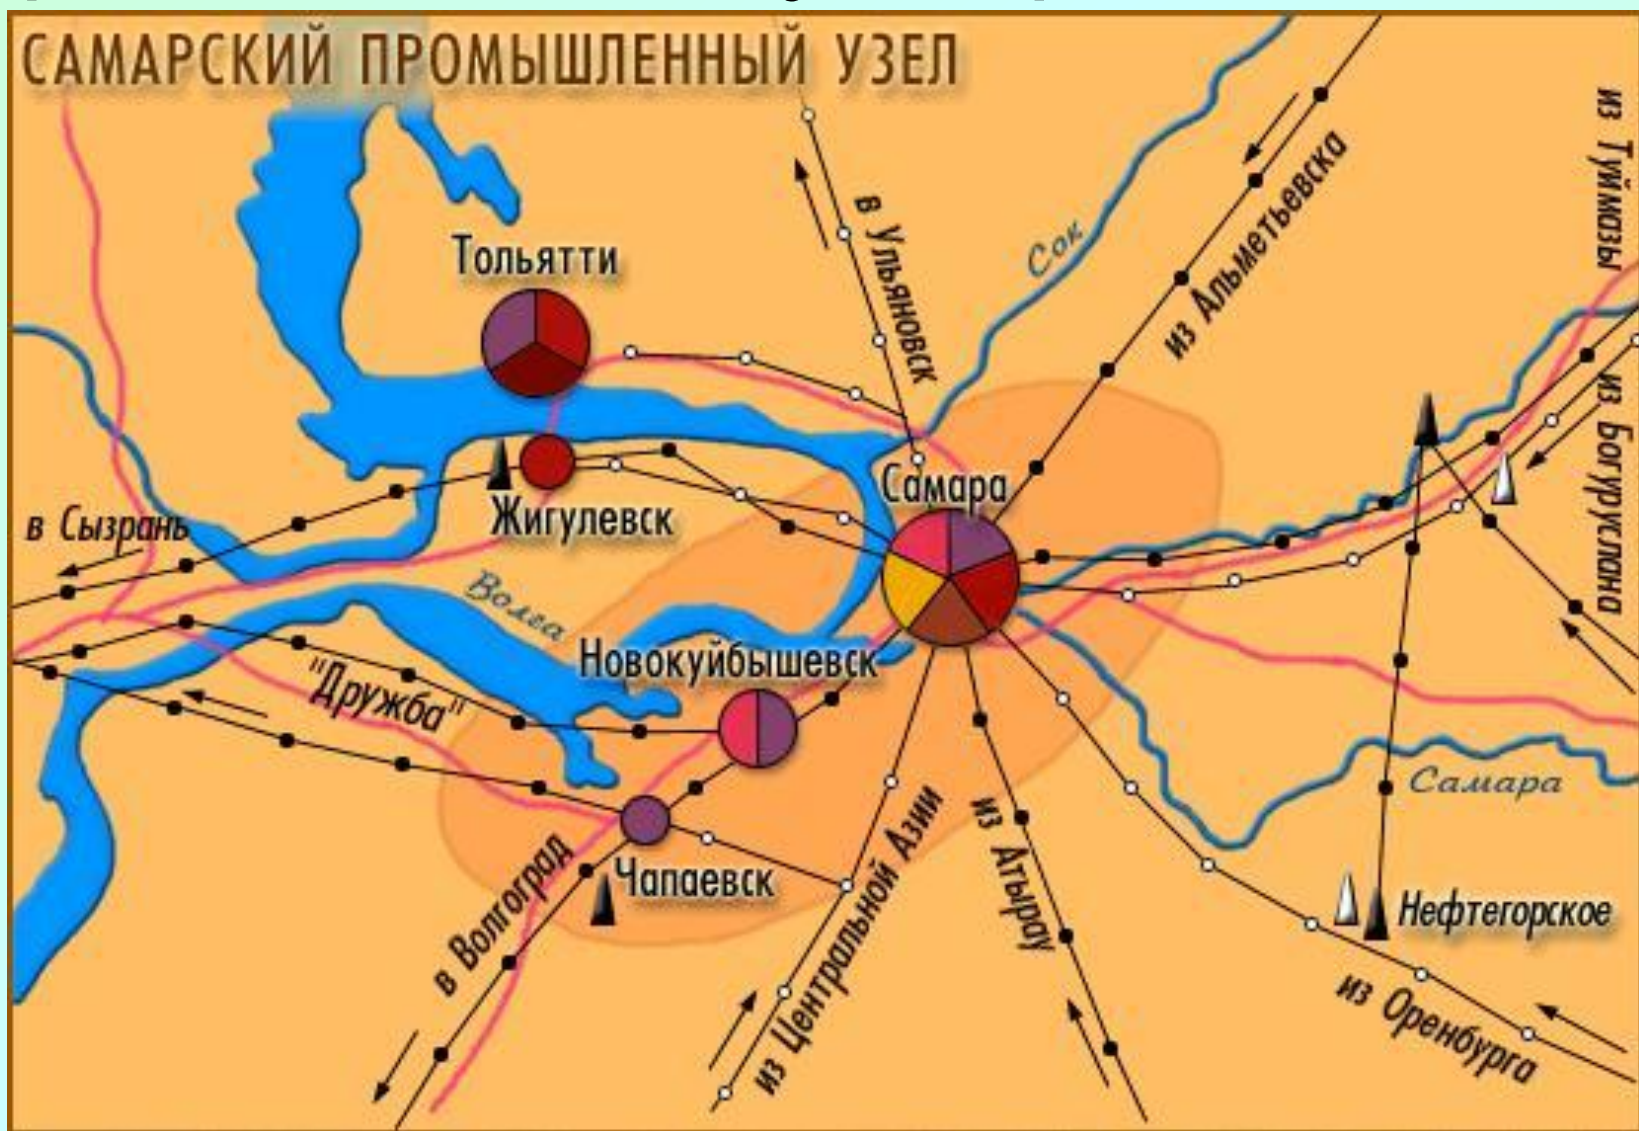 САМАРСКИЙ ПРОМЫШЛЕННЫЙ УЗЕЛ
из Туймазы
в Ульяновск
Сок
из Альметьевска
Тольятти
из Богуруслана
Самара
Жигулевск
в Сызрань
Волга
Новокуйбышевск
"Дружба"
Самара
Чапаевск
в Волгоград
из Центральной Азии
из Атырау
Нефтегорское
из Оренбурга